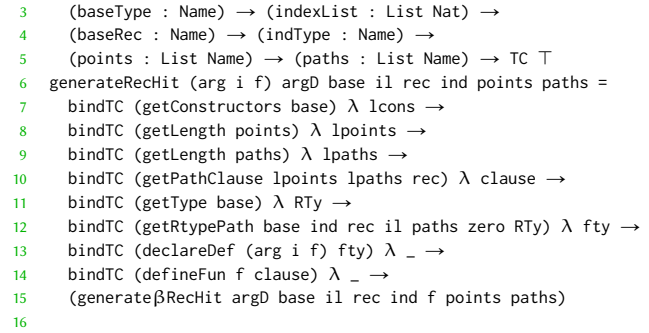 3 (baseType : Name) → (indexList : List Nat) →
4 (baseRec : Name) → (indType : Name) →
5 (points : List Name) → (paths : List Name) → TC ⊤
6 generateRecHit (arg i f) argD base il rec ind points paths =
7 bindTC (getConstructors base) λ lcons →
8 bindTC (getLength points) λ lpoints →
9 bindTC (getLength paths) λ lpaths →
10 bindTC (getPathClause lpoints lpaths rec) λ clause →
11 bindTC (getType base) λ RTy →
12 bindTC (getRtypePath base ind rec il paths zero RTy) λ fty →
13 bindTC (declareDef (arg i f) fty) λ _ →
14 bindTC (defineFun f clause) λ _ →
15 (generateβRecHit argD base il rec ind f points paths)
16